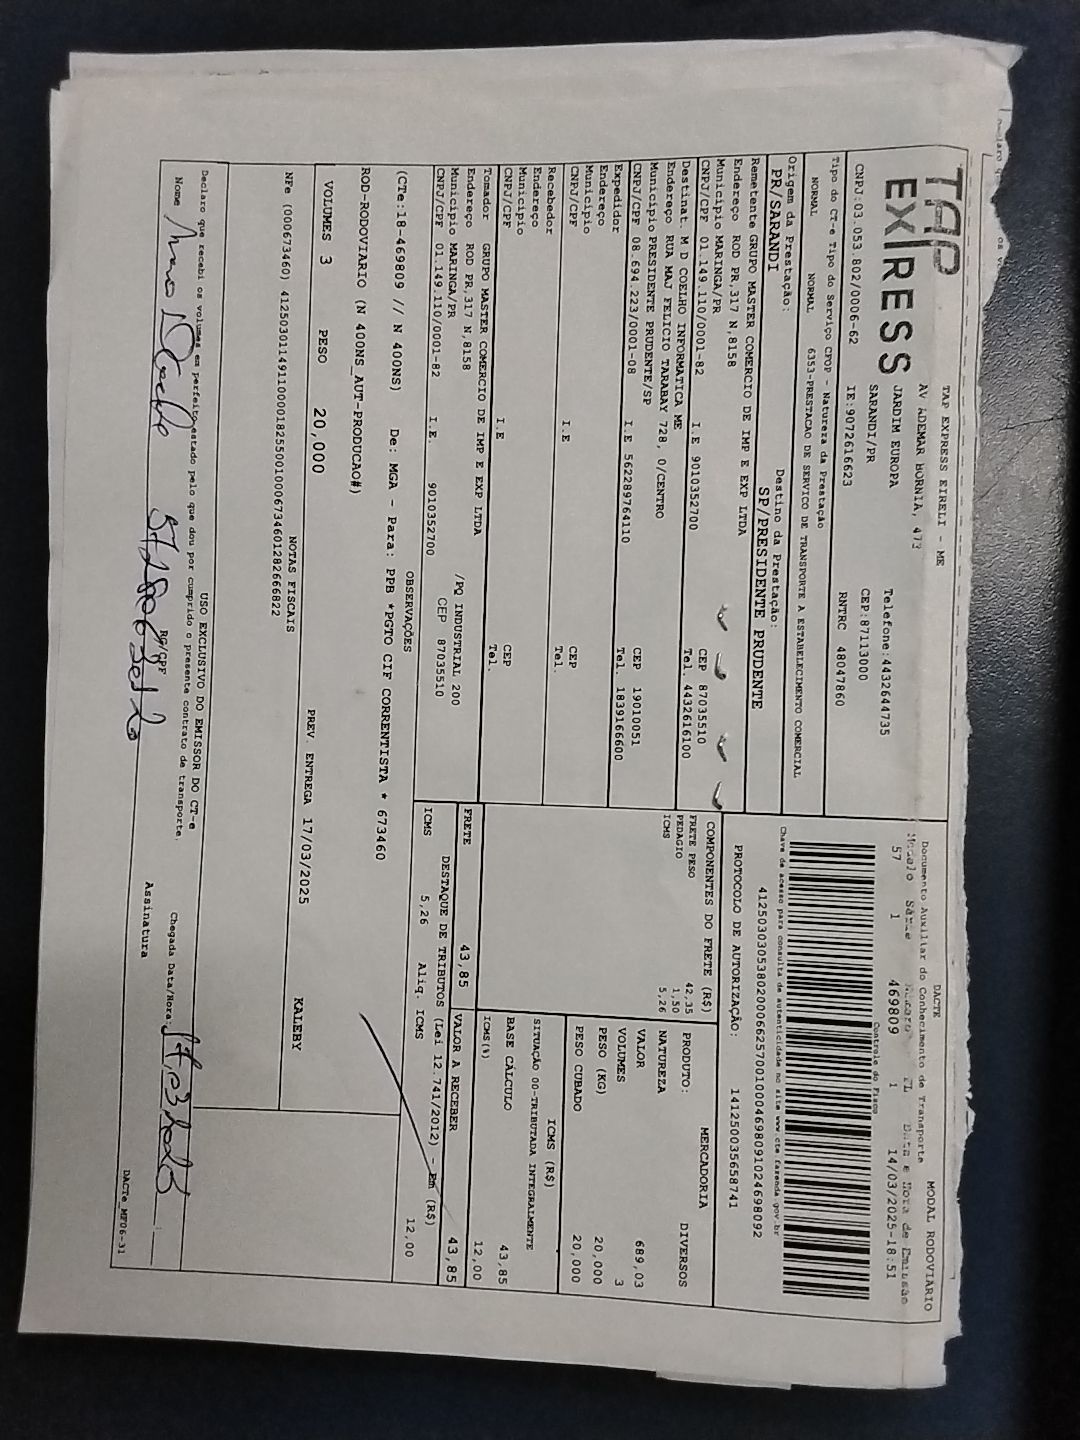 TAP
EXPRESS
TAP EXPRESS EIRELI - ME
AV ADEMAR BORNIA, 473
JARDIM EUROPA
SARANDI/PR
Telefone:4432644735
CEP:87113000
CNPJ:03.053.802/0006-62 IE:9072616623 RNTRC 48047860
Tipo do CT-e Tipo do Serviço CFOP - Natureza da Prestação
NORMAL NORMAL 6353-PRESTACAO DE SERVICO DE TRANSPORTE A ESTABELECIMENTO COMERCIAL
Origem da Prestação: Destino da Prestação:
PR/SARANDI SP/PRESIDENTE PRUDENTE
Remetente GRUPO MASTER COMERCIO DE IMP E EXP LTDA
Endereço ROD PR,317 N,8158
Município MARINGA/PR CEP 87035510
CNPJ/CPF 01.149.110/0001-82 I.E 9010352700 Tel. 4432616100
Destinat. M D COELHO INFORMATICA ME
Endereço RUA MAJ FELICIO TARABAY 728, 0/CENTRO
Município PRESIDENTE PRUDENTE/SP CEP 19010051
CNPJ/CPF 08.694.223/0001-08 I.E 562289764110 Tel. 1839166600
Expedidor
Endereço
Município CEP
CNPJ/CPF I.E Tel.
Recebedor
Endereço
Município CEP
CNPJ/CPF I.E Tel.
Tomador GRUPO MASTER COMERCIO DE IMP E EXP LTDA
Endereço ROD PR,317 N,8158 /PQ INDUSTRIAL 200
Município MARINGA/PR CEP 87035510
CNPJ/CPF 01.149.110/0001-82 I.E. 9010352700
DACTE MODAL RODOVIÁRIO
Documento Auxiliar do Conhecimento de Transporte
Modelo Série Número FL Data e Hora de Emissão
57 1 469809 1 14/03/2025-18:51
Controle do Fisco
Chave de acesso para consulta de autenticidade no site www.cte.fazenda.gov.br
41250303053802000662570010004698091024698092
PROTOCOLO DE AUTORIZAÇÃO: 141250035658741
COMPONENTES DO FRETE (R$)
FRETE PESO 42,35
PEDAGIO 1,50
ICMS 5,26
MERCADORIA
PRODUTO: DIVERSOS
NATUREZA
VALOR 689,03
VOLUMES 3
PESO (KG) 20,000
PESO CUBADO 20,000
ICMS (R$)
SITUAÇÃO 00-TRIBUTADA INTEGRALMENTE
BASE CÁLCULO 43,85
ICMS(%) 12,00
FRETE 43,85 VALOR A RECEBER 43,85
DESTAQUE DE TRIBUTOS (Lei 12.741/2012) - Em (R$)
ICMS 5,26 Aliq. ICMS 12,00
OBSERVAÇÕES
(CTe:18-469809 // N 400NS) De: MGA - Para: PPB *PGTO CIF CORRENTISTA * 673460
ROD-RODOVIARIO (N 400NS_AUT-PRODUCAO#)
VOLUMES 3 PESO 20,000 PREV. ENTREGA 17/03/2025 KALEBY
NOTAS FISCAIS
NFe (000673460) 41250301149110000182550010006734601282666822
USO EXCLUSIVO DO EMISSOR DO CT-e
Declaro que recebi os volumes em perfeito estado pelo que dou por cumprido o presente contrato de transporte.
Nome RG/CPF Chegada Data/Hora:
Assinatura
DACTe_MF06-31